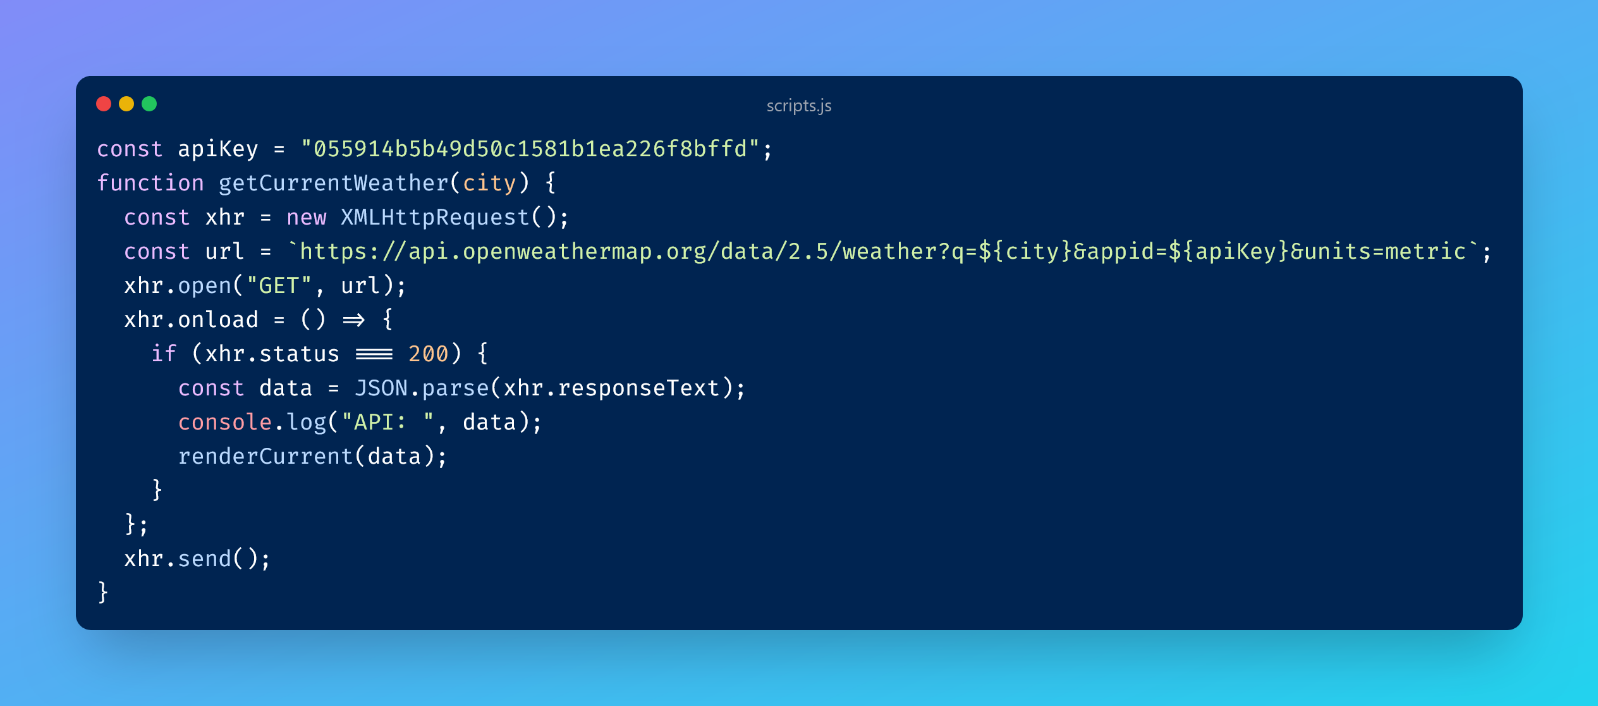 scripts.js
const apiKey = "055914b5b49d50c1581b1ea226f8bffd";
function getCurrentWeather(city) {
  const xhr = new XMLHttpRequest();
  const url = `https://api.openweathermap.org/data/2.5/weather?q=${city}&appid=${apiKey}&units=metric`;
  xhr.open("GET", url);
  xhr.onload = () => {
    if (xhr.status === 200) {
      const data = JSON.parse(xhr.responseText);
      console.log("API: ", data);
      renderCurrent(data);
    }
  };
  xhr.send();
}